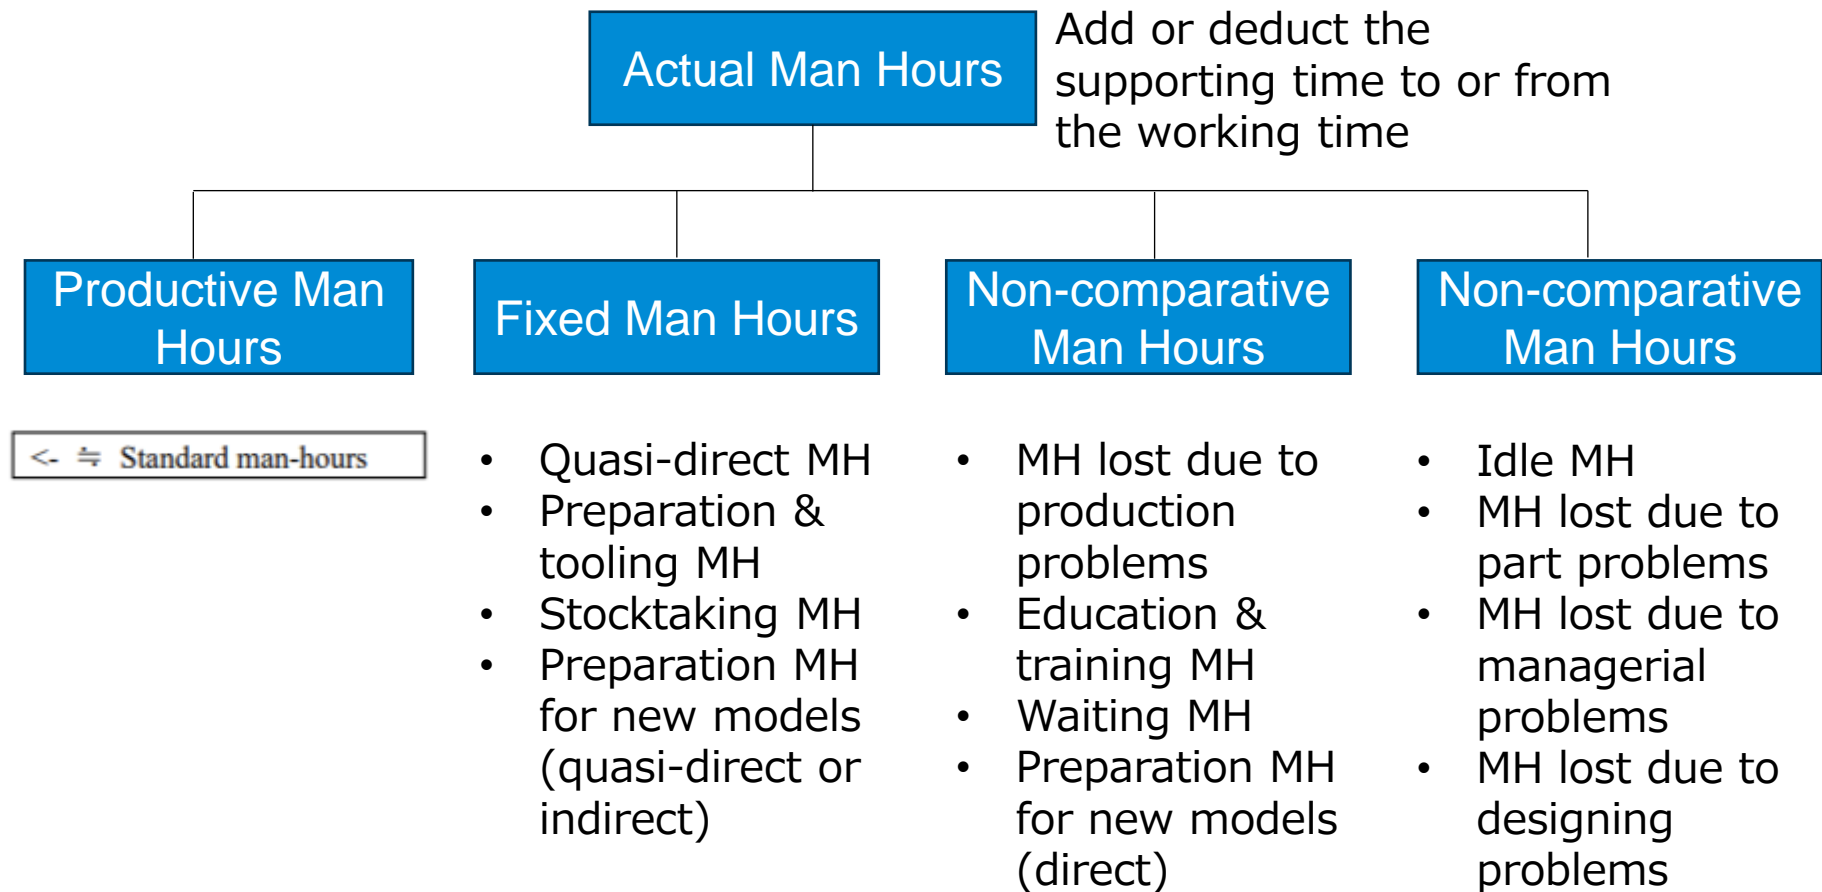 Actual Man Hours
Add or deduct the
supporting time to or from
the working time
Productive Man
Hours
Fixed Man Hours
Non-comparative
Man Hours
Non-comparative
Man Hours
<- ≒ Standard man-hours
• Quasi-direct MH
• Preparation &
tooling MH
• Stocktaking MH
• Preparation MH
for new models
(quasi-direct or
indirect)
• MH lost due to
production
problems
• Education &
training MH
• Waiting MH
• Preparation MH
for new models
(direct)
• Idle MH
• MH lost due to
part problems
• MH lost due to
managerial
problems
• MH lost due to
designing
problems